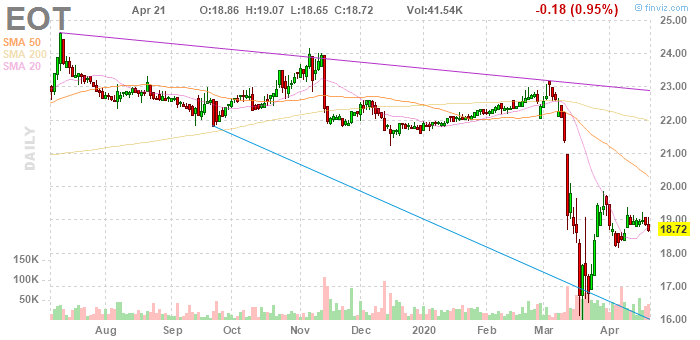 EOT Apr 21 O:18.86 H:19.07 L:18.65 C:18.72 Vol:41.54K -0.18 (0.95%) © finviz.com
SMA 50
SMA 200
SMA 20
DAILY
25.00
24.00
23.00
22.00
21.00
20.00
19.00
18.72
18.00
17.00
16.00
150K
100K
50K
Aug Sep Oct Nov Dec 2020 Feb Mar Apr